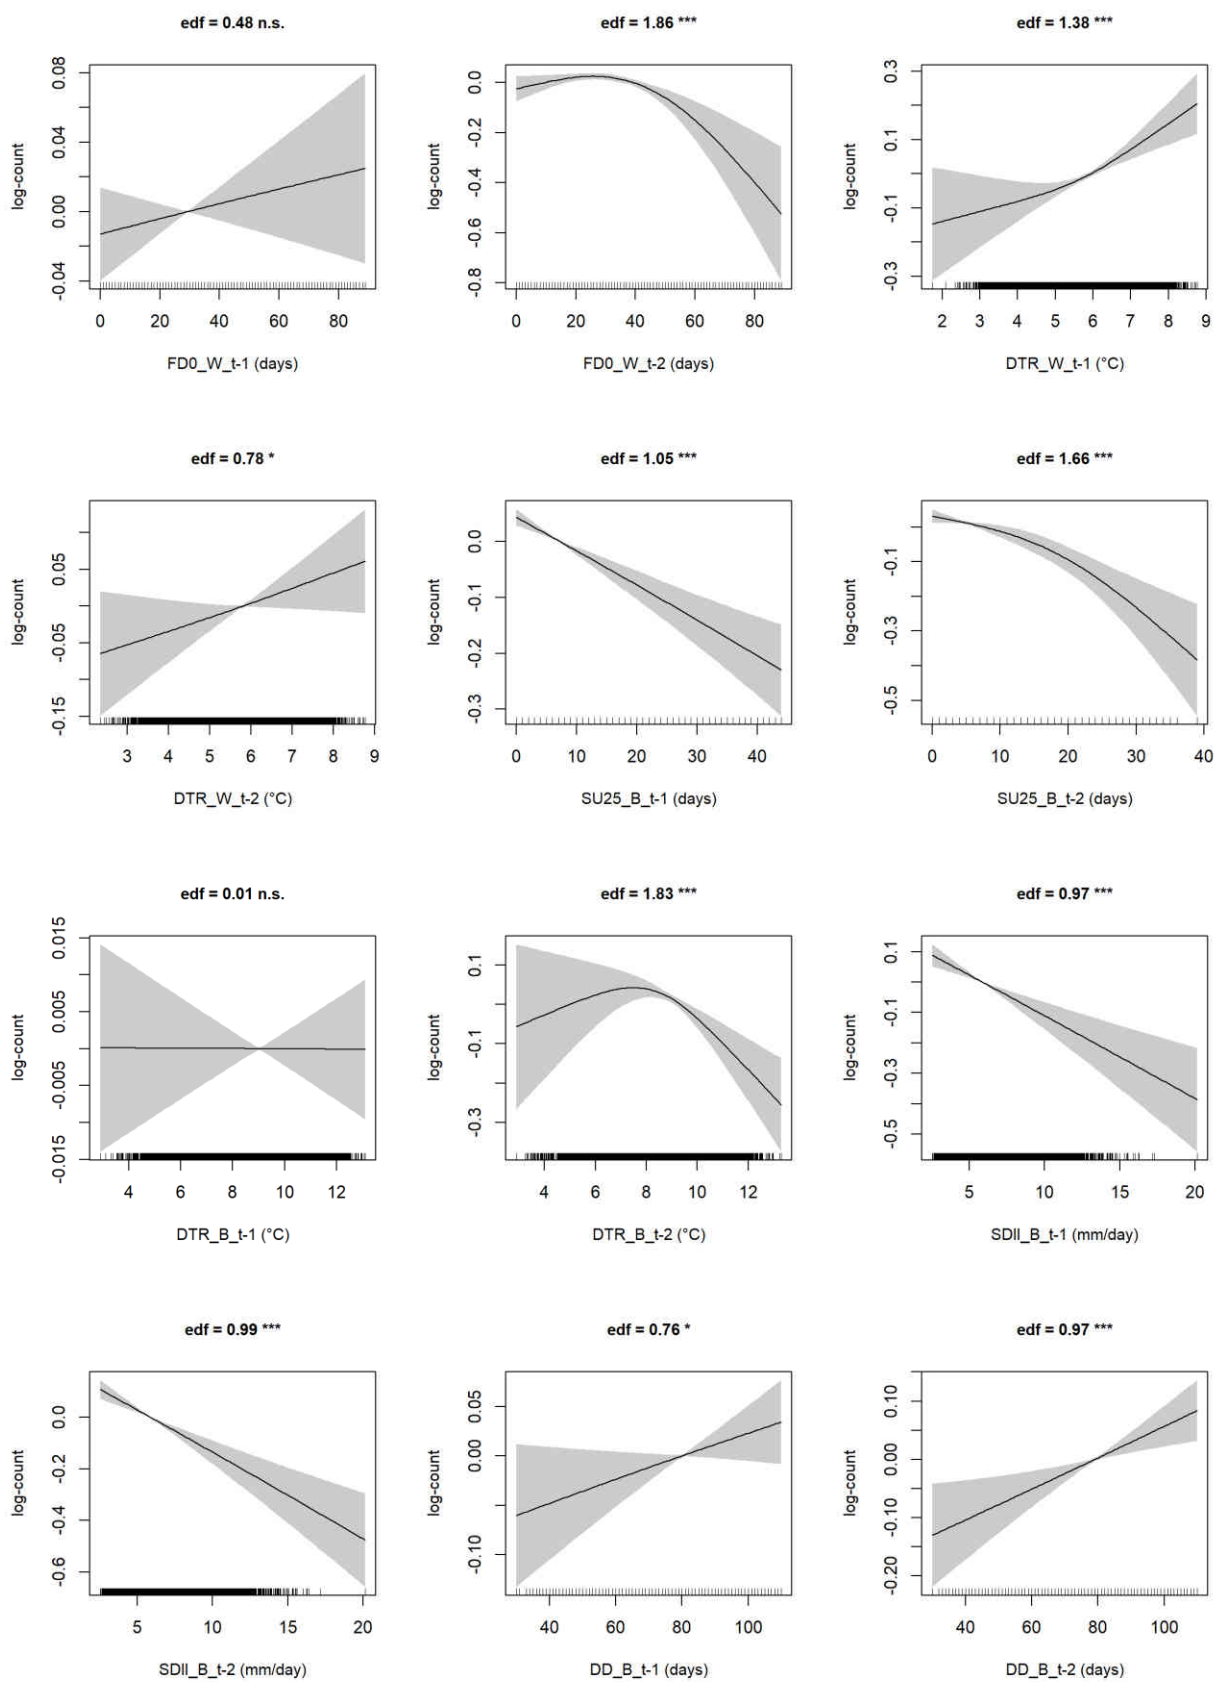 edf = 0.48 n.s.
log-count
0.08
0.04
0.00
-0.04
0 20 40 60 80
FD0_W_t-1 (days)
edf = 1.86 ***
log-count
0.0
-0.2
-0.4
-0.6
-0.8
0 20 40 60 80
FD0_W_t-2 (days)
edf = 1.38 ***
log-count
0.3
0.1
-0.1
-0.3
2 3 4 5 6 7 8 9
DTR_W_t-1 (°C)
edf = 0.78 *
log-count
0.05
-0.05
-0.15
3 4 5 6 7 8 9
DTR_W_t-2 (°C)
edf = 1.05 ***
log-count
0.0
-0.1
-0.2
-0.3
0 10 20 30 40
SU25_B_t-1 (days)
edf = 1.66 ***
log-count
-0.1
-0.3
-0.5
0 10 20 30 40
SU25_B_t-2 (days)
edf = 0.01 n.s.
log-count
0.015
0.005
-0.005
-0.015
4 6 8 10 12
DTR_B_t-1 (°C)
edf = 1.83 ***
log-count
0.1
-0.1
-0.3
4 6 8 10 12
DTR_B_t-2 (°C)
edf = 0.97 ***
log-count
0.1
-0.1
-0.3
-0.5
5 10 15 20
SDII_B_t-1 (mm/day)
edf = 0.99 ***
log-count
0.0
-0.2
-0.4
-0.6
5 10 15 20
SDII_B_t-2 (mm/day)
edf = 0.76 *
log-count
0.05
0.00
-0.10
40 60 80 100
DD_B_t-1 (days)
edf = 0.97 ***
log-count
0.10
0.00
-0.10
-0.20
40 60 80 100
DD_B_t-2 (days)